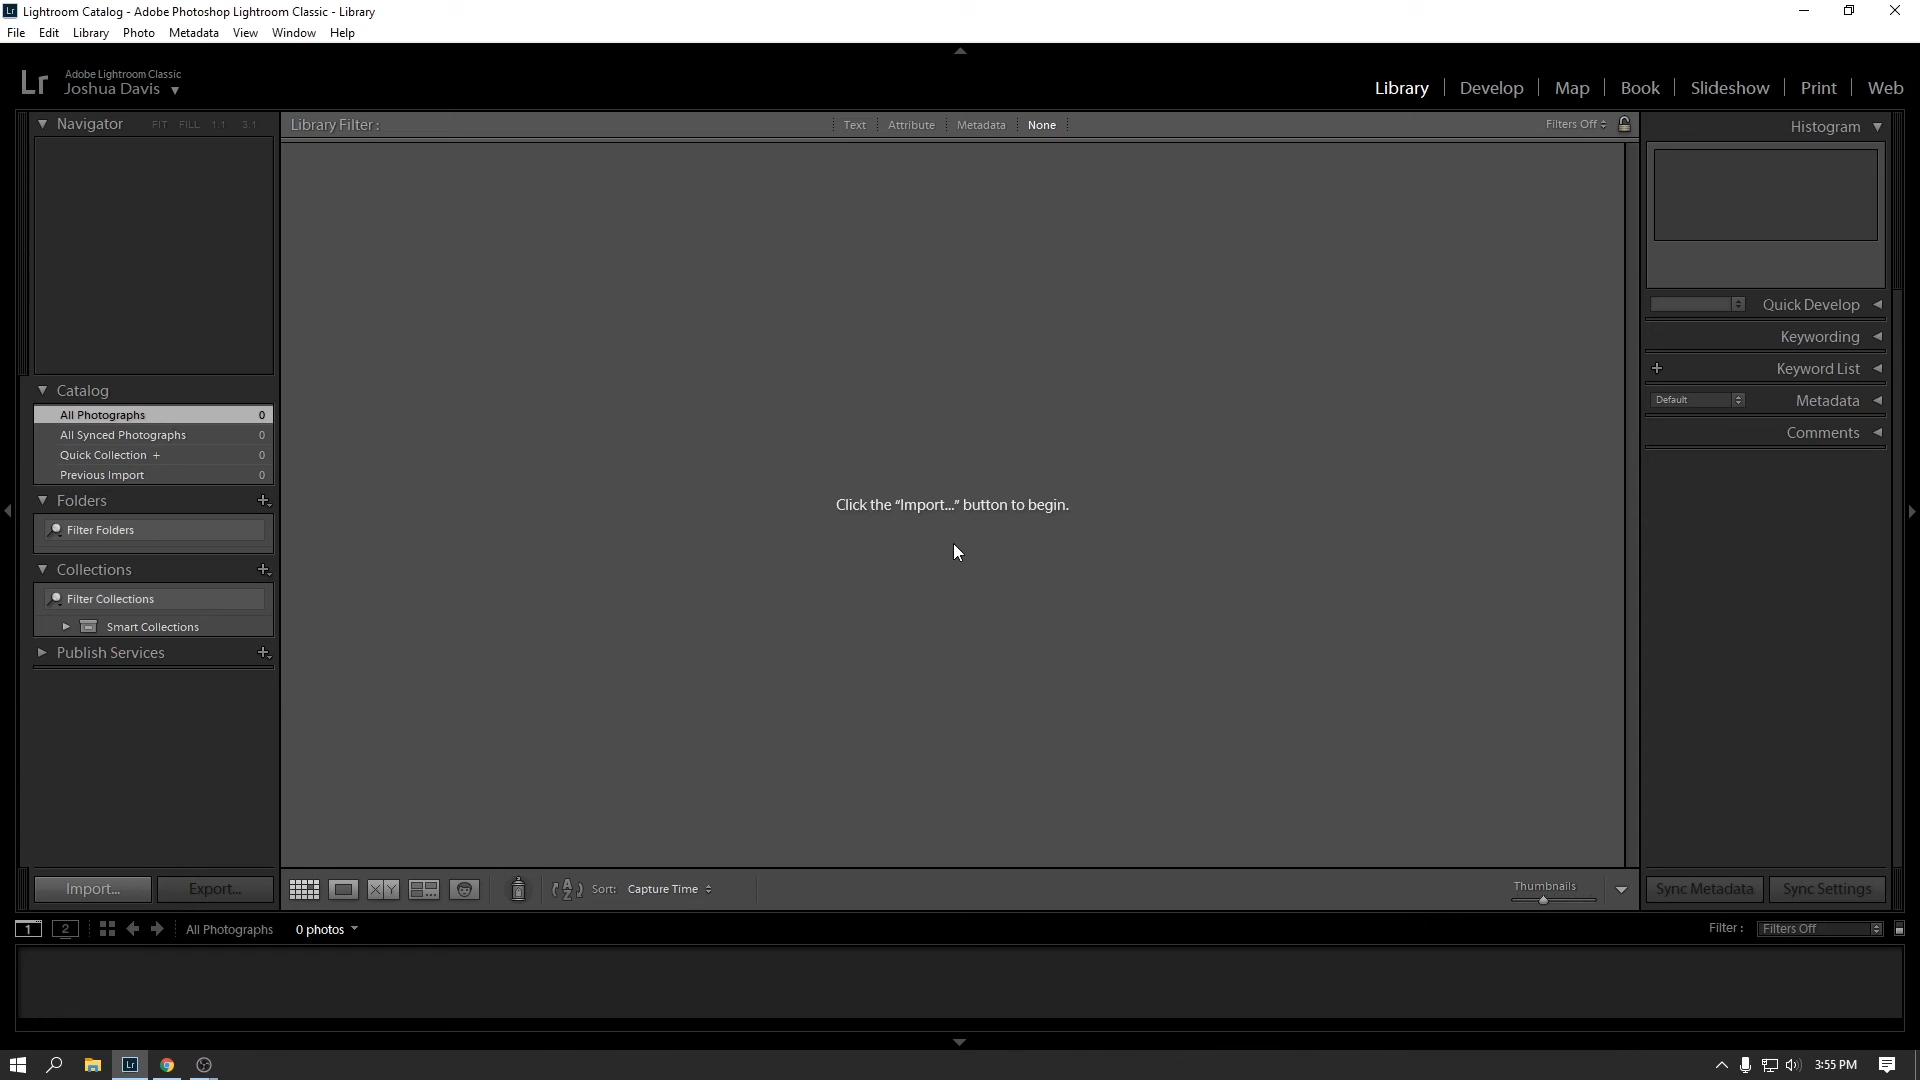 Lr Lightroom Catalog - Adobe Photoshop Lightroom Classic - Library
File Edit Library Photo Metadata View Window Help
Lr Adobe Lightroom Classic
Joshua Davis
Library Develop Map Book Slideshow Print Web
Navigator FIT FILL 1:1 3:1
Library Filter : Text Attribute Metadata None Filters Off
Histogram
Quick Develop
Keywording
+ Keyword List
Default Metadata
Comments
Catalog
All Photographs 0
All Synced Photographs 0
Quick Collection + 0
Previous Import 0
Folders +
Filter Folders
Collections +
Filter Collections
Smart Collections
Publish Services +
Click the “Import...” button to begin.
Import... Export... X Y A Z Sort: Capture Time Thumbnails Sync Metadata Sync Settings
1 2 All Photographs 0 photos Filter : Filters Off
Lr 3:55 PM